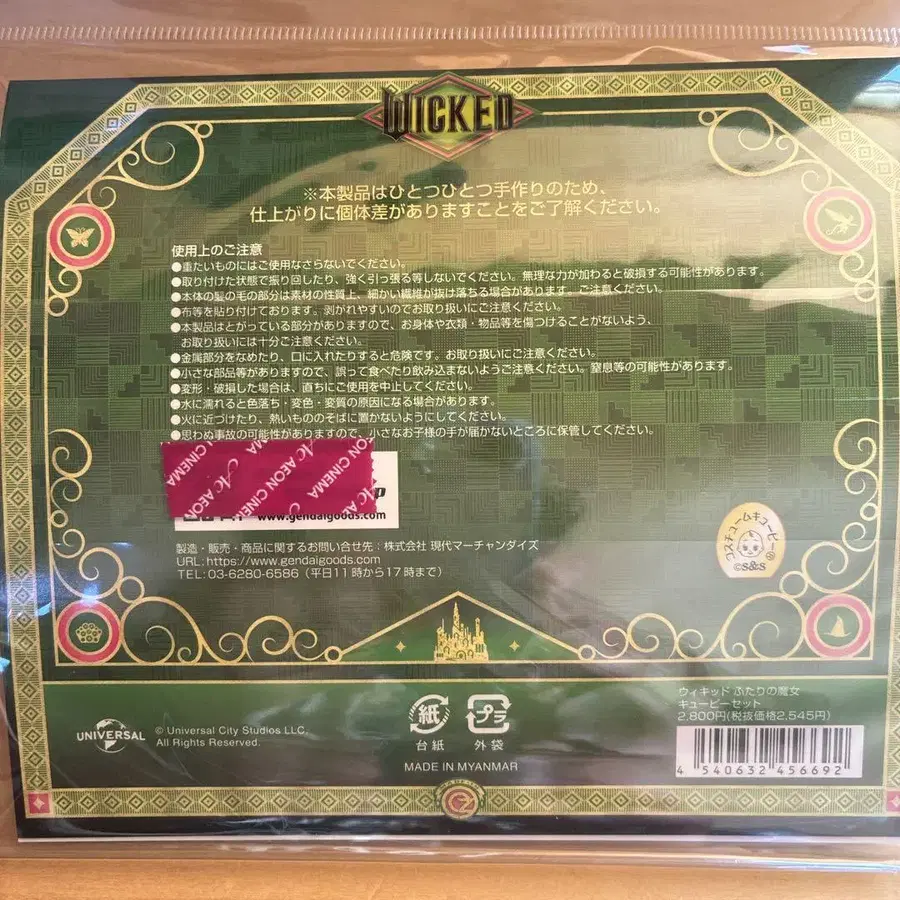 WICKED
※本製品はひとつひとつ手作りのため、
仕上がりに個体差がありますことをご了解ください。
使用上のご注意
●重たいものにはご使用なさらないでください。
●取り付けた状態で振り回したり、強く引っ張る等しないでください。無理な力が加わると破損する可能性があります。
●本体の髪の毛の部分は素材の性質上、細かい繊維が抜け落ちる場合があります。ご注意ください。
●布等を貼り付けております。剥がれやすいのでお取り扱いにご注意ください。
●本製品はとがっている部分がありますので、お身体や衣類・物品等を傷つけることがないよう、
お取り扱いには十分ご注意ください。
●金属部分をなめたり、口に入れたりすると危険です。お取り扱いにご注意ください。
●小さな部品等がありますので、誤って食べたり飲み込まないようご注意ください。窒息等の可能性があります。
●変形・破損した場合は、直ちにご使用を中止してください。
●水に濡れると色落ち・変色・変質の原因になる場合があります。
●火に近づけたり、熱いもののそばに置かないようにしてください。
●思わぬ事故の可能性がありますので、小さなお子様の手が届かないところに保管してください。
AEON CINEMA
www.gendaigoods.com
製造・販売・商品に関するお問い合せ先：株式会社 現代マーチャンダイズ
URL:https://www.gendaigoods.com
TEL:03-6280-6586（平日11時から17時まで）
コスチュームキューピー®
©S&S
UNIVERSAL
© Universal City Studios LLC.
All Rights Reserved.
紙
台紙
プラ
外袋
MADE IN MYANMAR
ウィキッド ふたりの魔女
キューピーセット
2,800円(税抜価格2,545円)
4 540632 456692